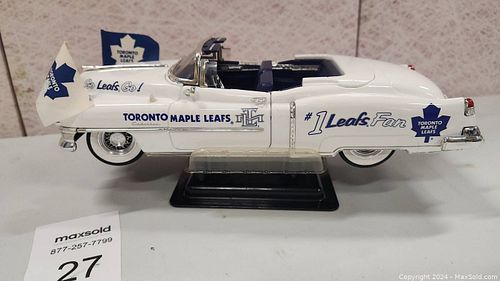 TORONTO
MAPLE LEAFS
Leafs, Go!
TORONTO MAPLE LEAFS,
#1 Leafs, Fan
TORONTO
MAPLE
LEAFS
maxsold
877-257-7799
27
Copyright 2024 - MaxSold.com